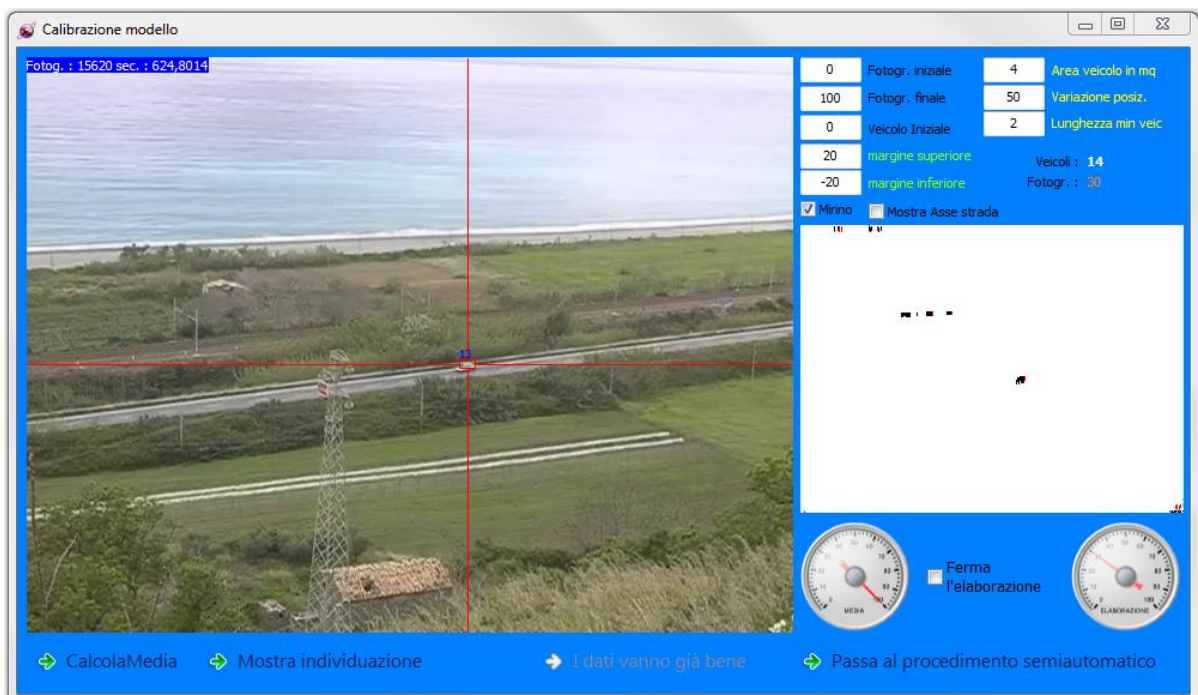 Calibrazione modello
Fotog. : 15620 sec. : 624,8014
13
0 Fotogr. iniziale 4 Area veicolo in mq
100 Fotogr. finale 50 Variazione posiz.
0 Veicolo Iniziale 2 Lunghezza min veic
20 margine superiore Veicoli : 14
-20 margine inferiore Fotogr. : 30
Mirino Mostra Asse strada
MEDIA
Ferma
l'elaborazione
ELABORAZIONE
CalcolaMedia Mostra individuazione I dati vanno già bene Passa al procedimento semiautomatico